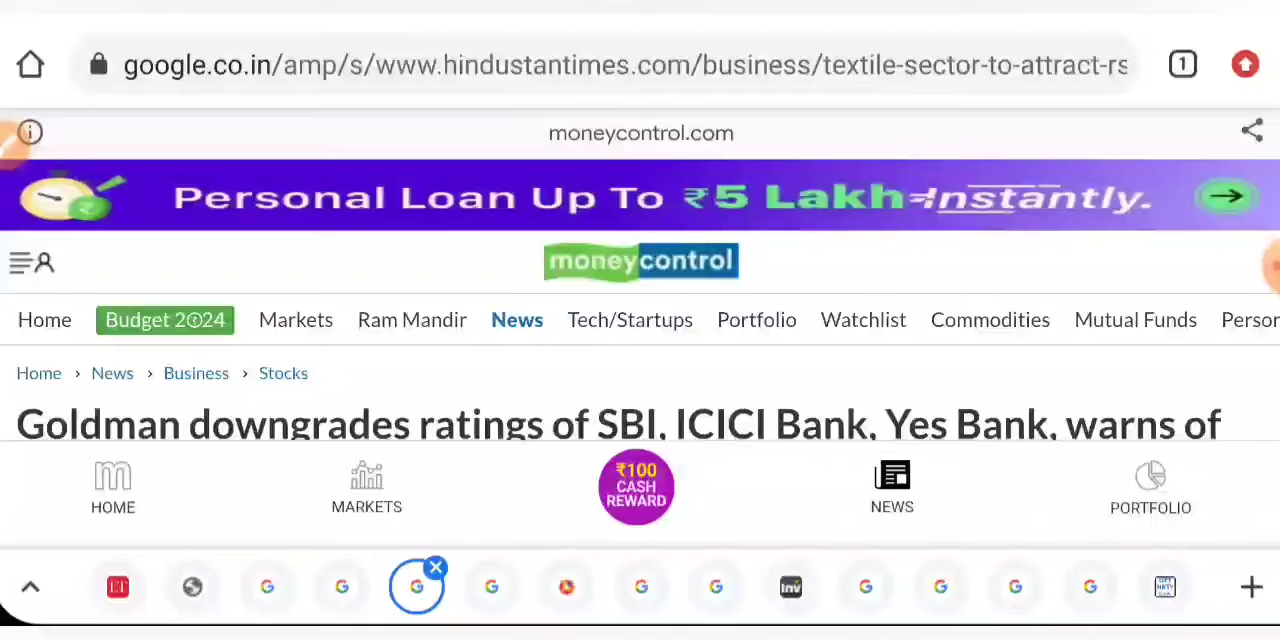 google.co.in/amp/s/www.hindustantimes.com/business/textile-sector-to-attract-rs
1
moneycontrol.com
Personal Loan Up To ₹5 Lakh Instantly.
moneycontrol
Home Budget 2024 Markets Ram Mandir News Tech/Startups Portfolio Watchlist Commodities Mutual Funds Person
Home › News › Business › Stocks
Goldman downgrades ratings of SBI, ICICI Bank, Yes Bank, warns of
₹100
CASH
REWARD
HOME MARKETS NEWS PORTFOLIO
ET G G G G G G Inv G G G G